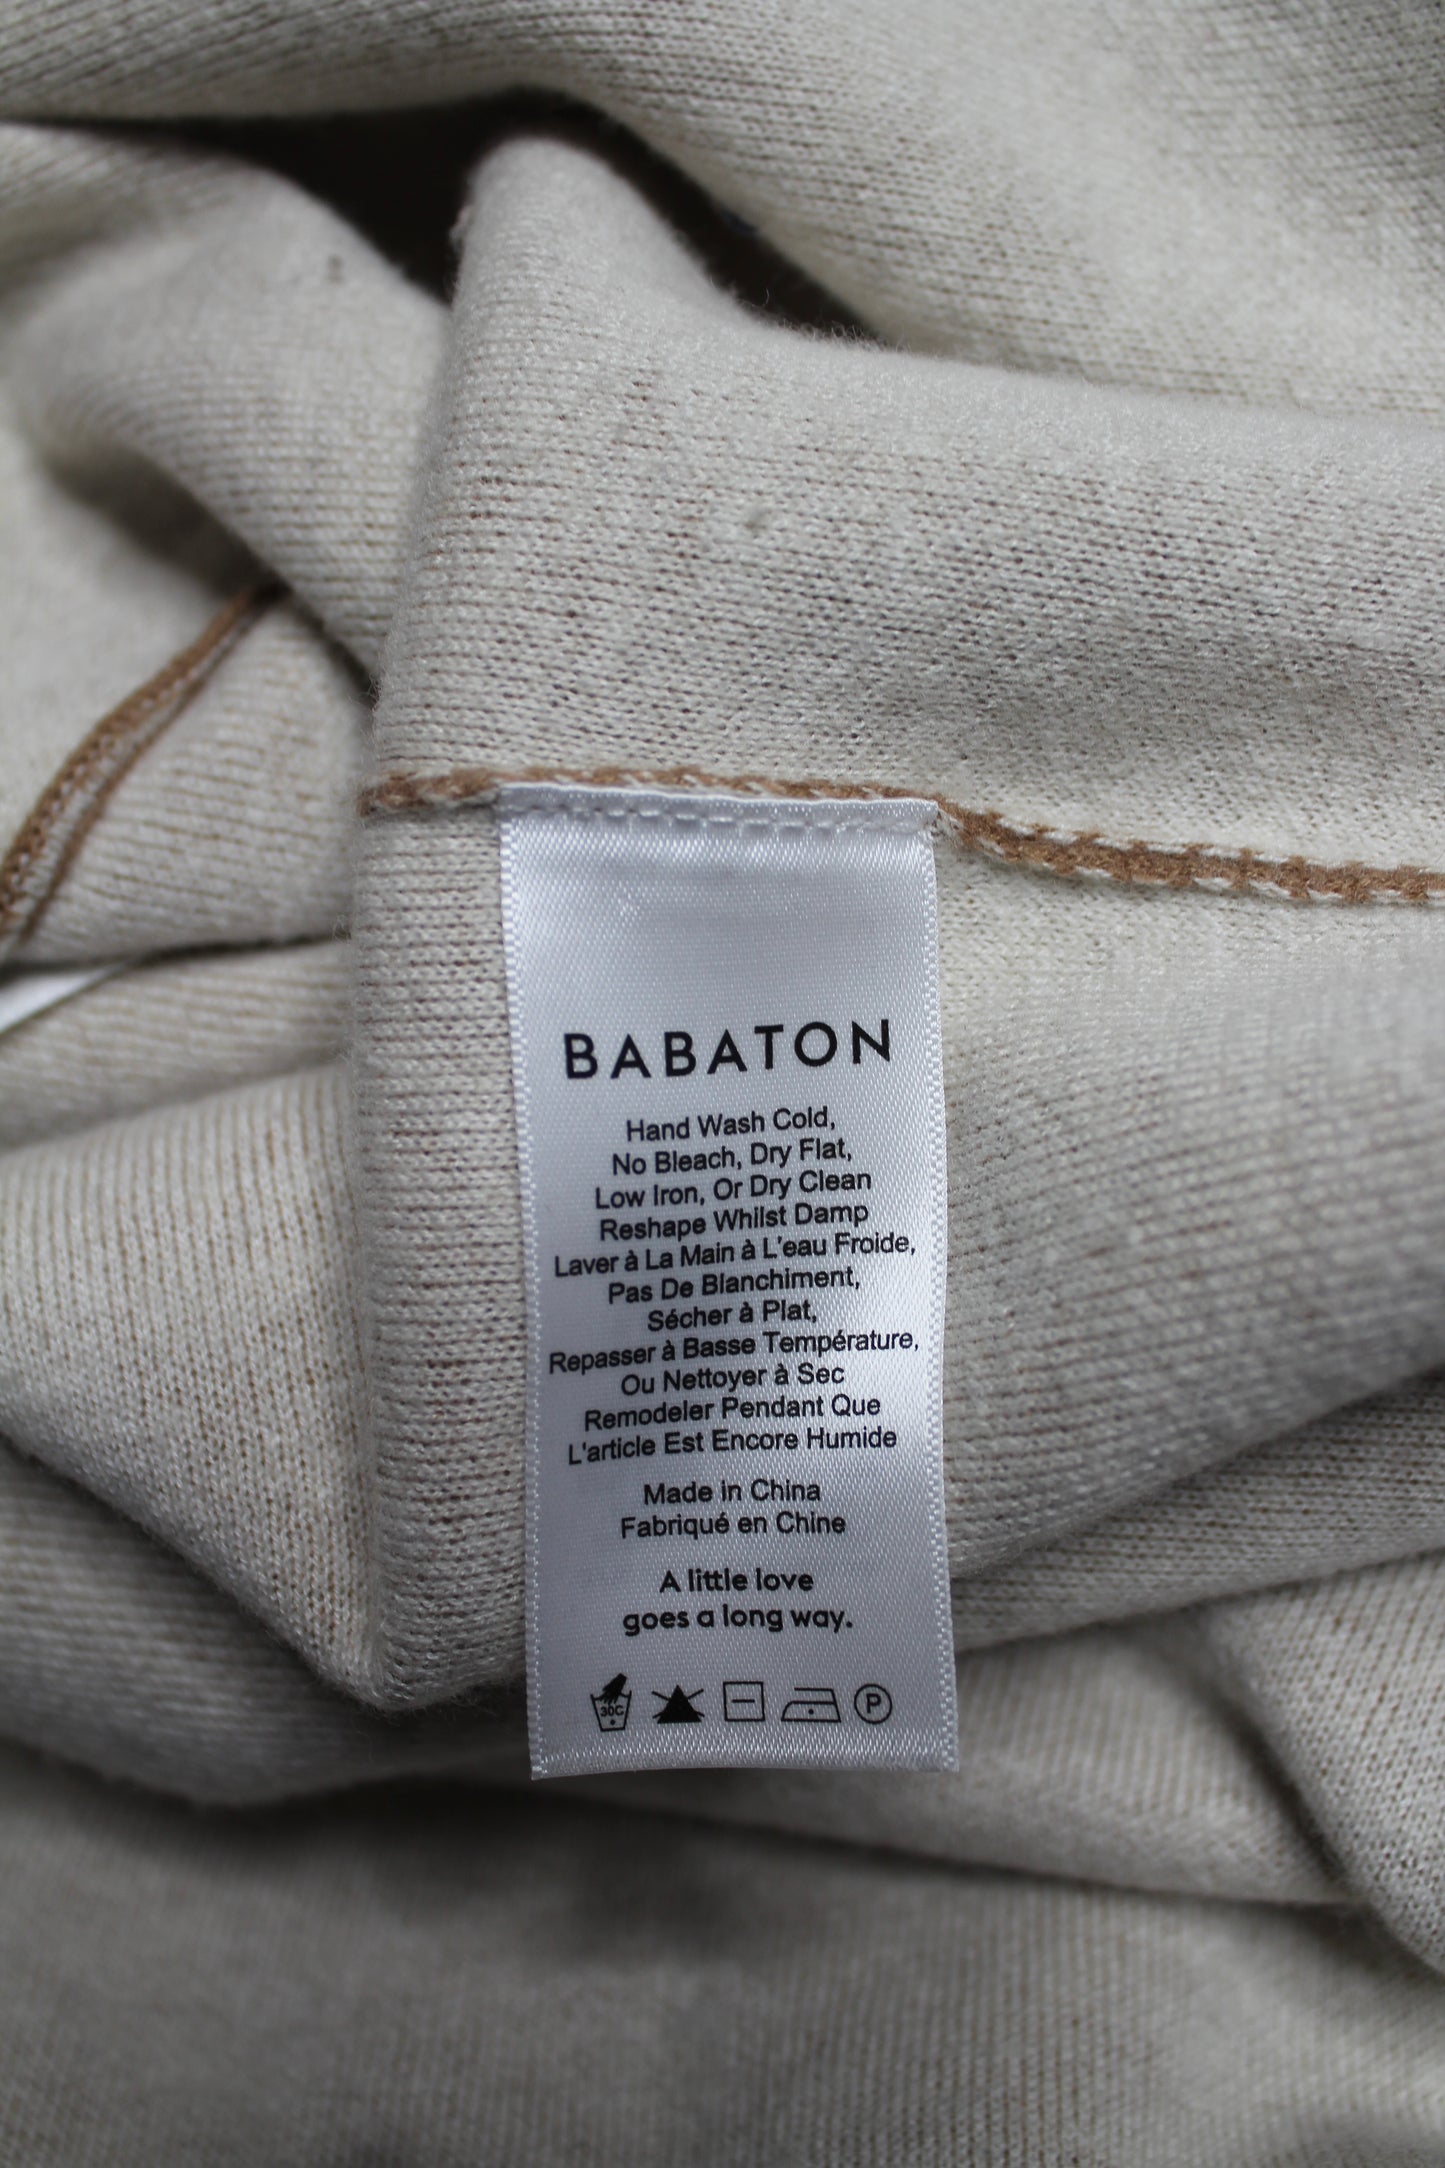 BABATON
Hand Wash Cold,
No Bleach, Dry Flat,
Low Iron, Or Dry Clean
Reshape Whilst Damp
Laver à La Main à L'eau Froide,
Pas De Blanchiment,
Sécher à Plat,
Repasser à Basse Température,
Ou Nettoyer à Sec
Remodeler Pendant Que
L'article Est Encore Humide
Made in China
Fabriqué en Chine
A little love
goes a long way.
30C P